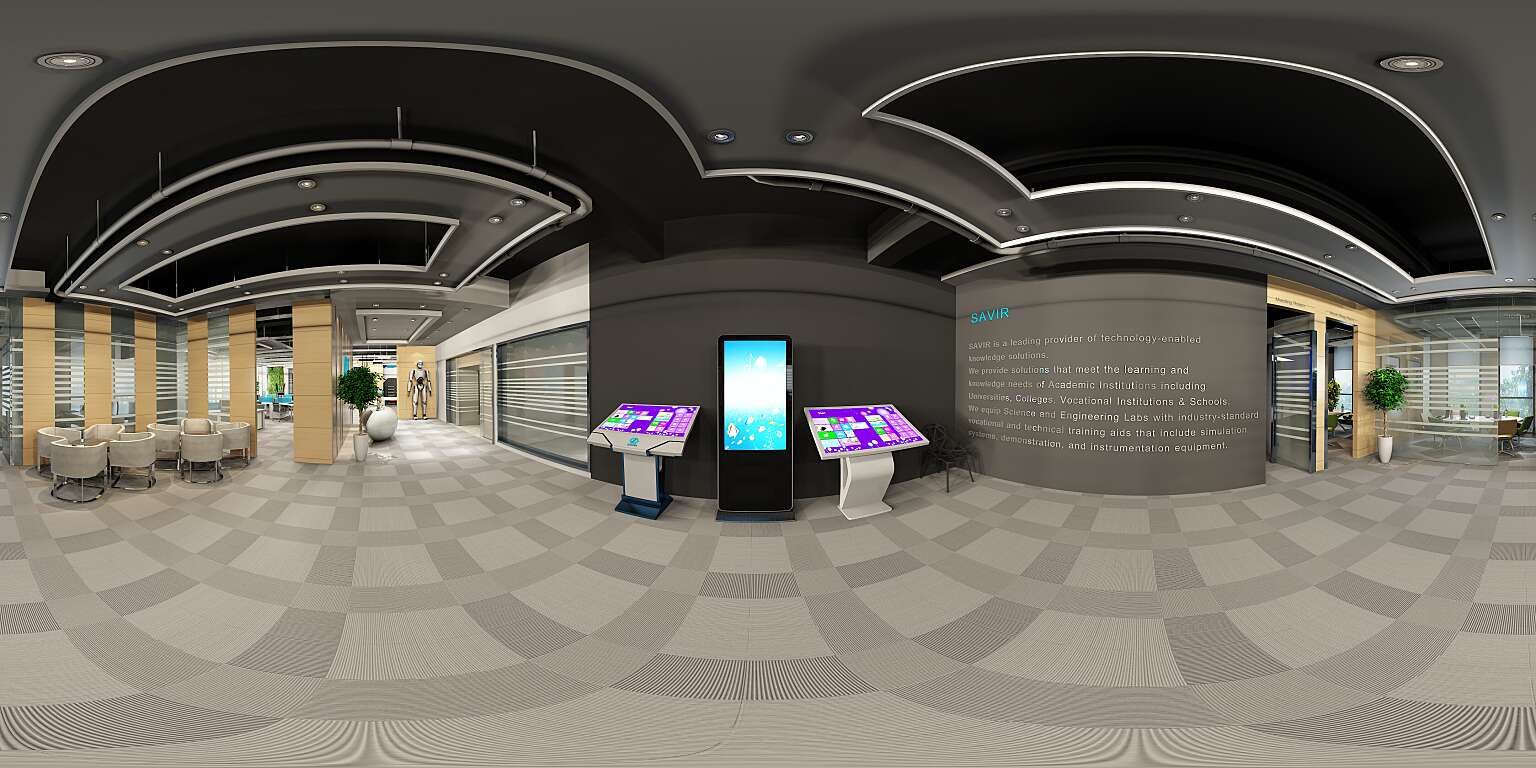 SAVIR
SAVIR is a leading provider of technology-enabled
knowledge solutions.
We provide solutions that meet the learning and
knowledge needs of Academic Institutions including
Universities, Colleges, Vocational Institutions & Schools.
We equip Science and Engineering Labs with industry-standard
vocational and technical training aids that include simulation
systems, demonstration, and instrumentation equipment.
Meeting Room